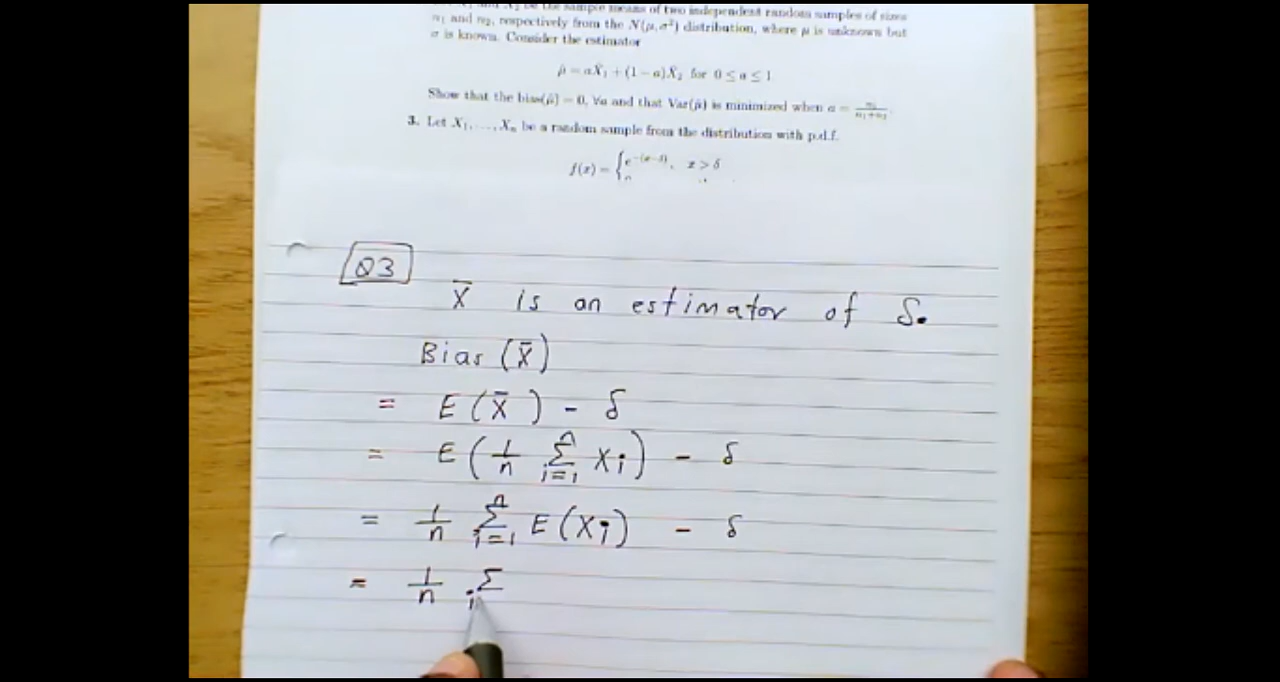 X̄₂ be the sample means of two independent random samples of sizes
n₁ and n₂, respectively from the N(μ, σ²) distribution, where μ is unknown but
σ is known. Consider the estimator
μ̂ = aX̄₁ + (1 − a)X̄₂ for 0 ≤ a ≤ 1
Show that the bias(μ̂) = 0, ∀a and that Var(μ̂) is minimized when a = n₁/(n₁+n₂).
3. Let X₁, . . . , Xₙ be a random sample from the distribution with p.d.f.
f(x) = { e^{−(x−δ)}, x > δ
Q3
X̄ is an estimator of δ.
Bias (X̄)
= E (X̄) − δ
= E ( 1/n Σ_{i=1}^{n} Xi ) − δ
= 1/n Σ_{i=1}^{n} E (Xi) − δ
= 1/n Σ i